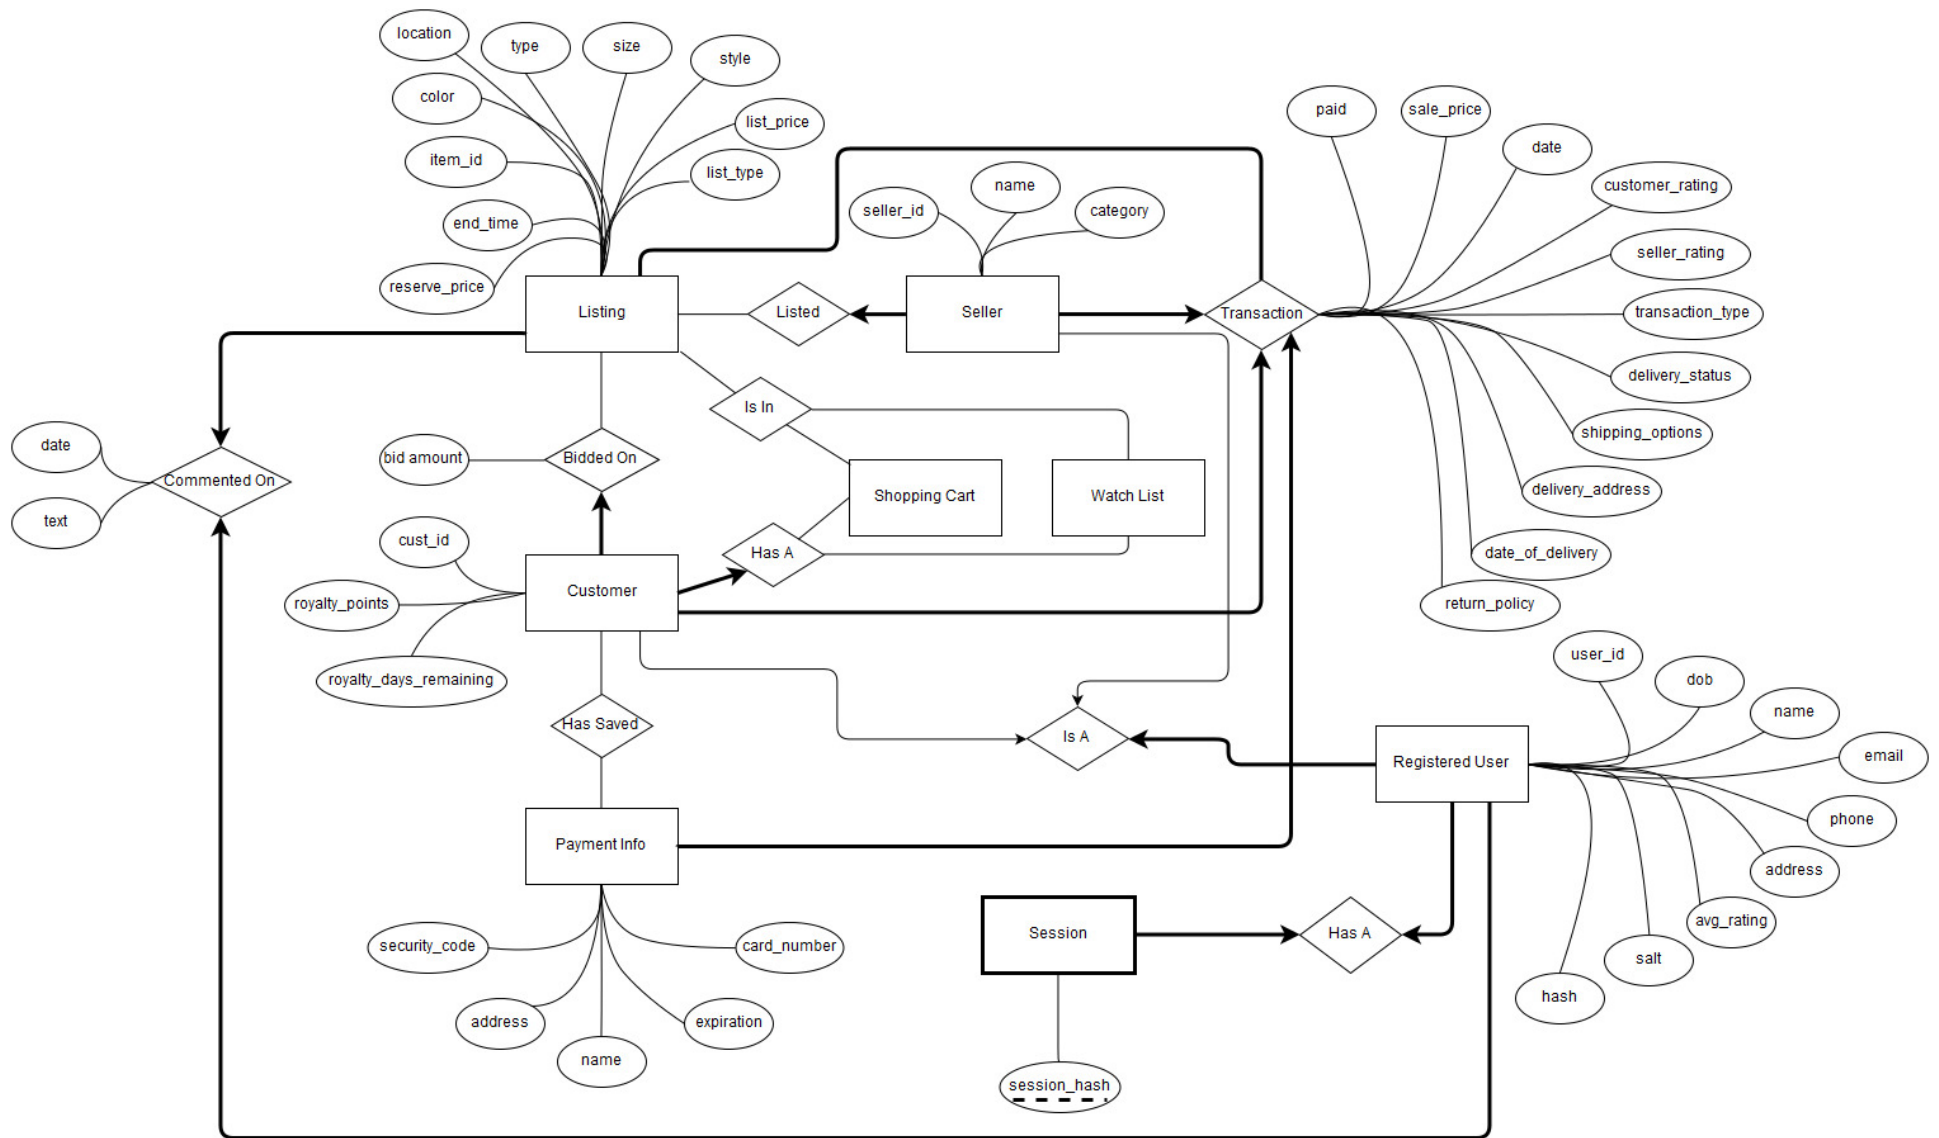 location
type
size
style
color
list_price
item_id
list_type
end_time
reserve_price
Listing
Listed
seller_id
name
category
Seller
Transaction
paid
sale_price
date
customer_rating
seller_rating
transaction_type
delivery_status
shipping_options
delivery_address
date_of_delivery
return_policy
Is In
date
text
Commented On
bid amount
Bidded On
Shopping Cart
Watch List
cust_id
royalty_points
royalty_days_remaining
Customer
Has A
Has Saved
Is A
user_id
dob
name
email
phone
address
avg_rating
salt
hash
Registered User
Payment Info
security_code
address
name
expiration
card_number
Session
Has A
session_hash